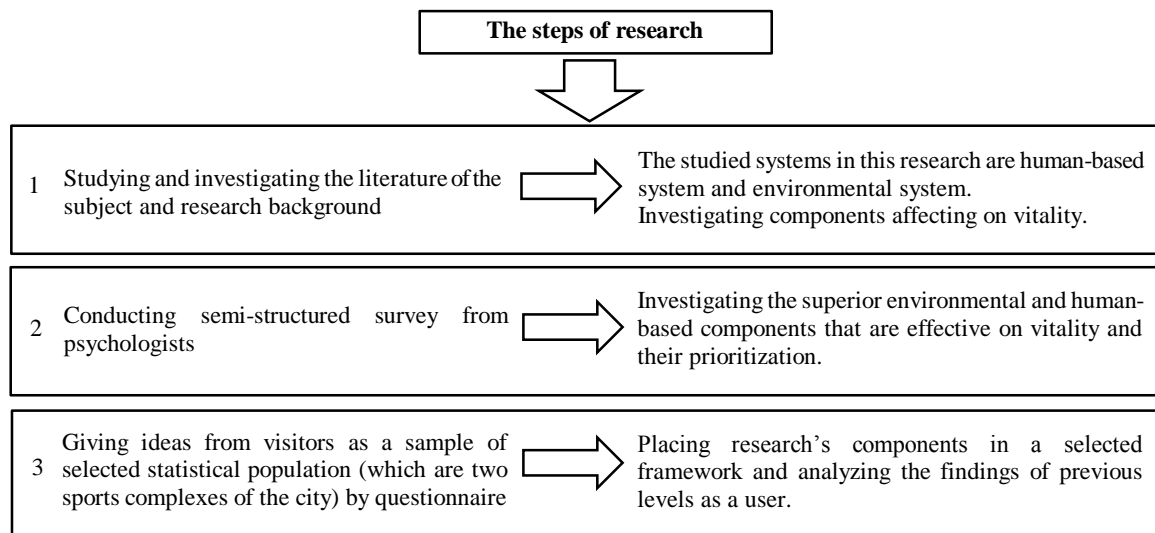 The steps of research
1
Studying and investigating the literature of the
subject and research background
The studied systems in this research are human-based
system and environmental system.
Investigating components affecting on vitality.
2
Conducting semi-structured survey from
psychologists
Investigating the superior environmental and human-
based components that are effective on vitality and
their prioritization.
3
Giving ideas from visitors as a sample of
selected statistical population (which are two
sports complexes of the city) by questionnaire
Placing research’s components in a selected
framework and analyzing the findings of previous
levels as a user.